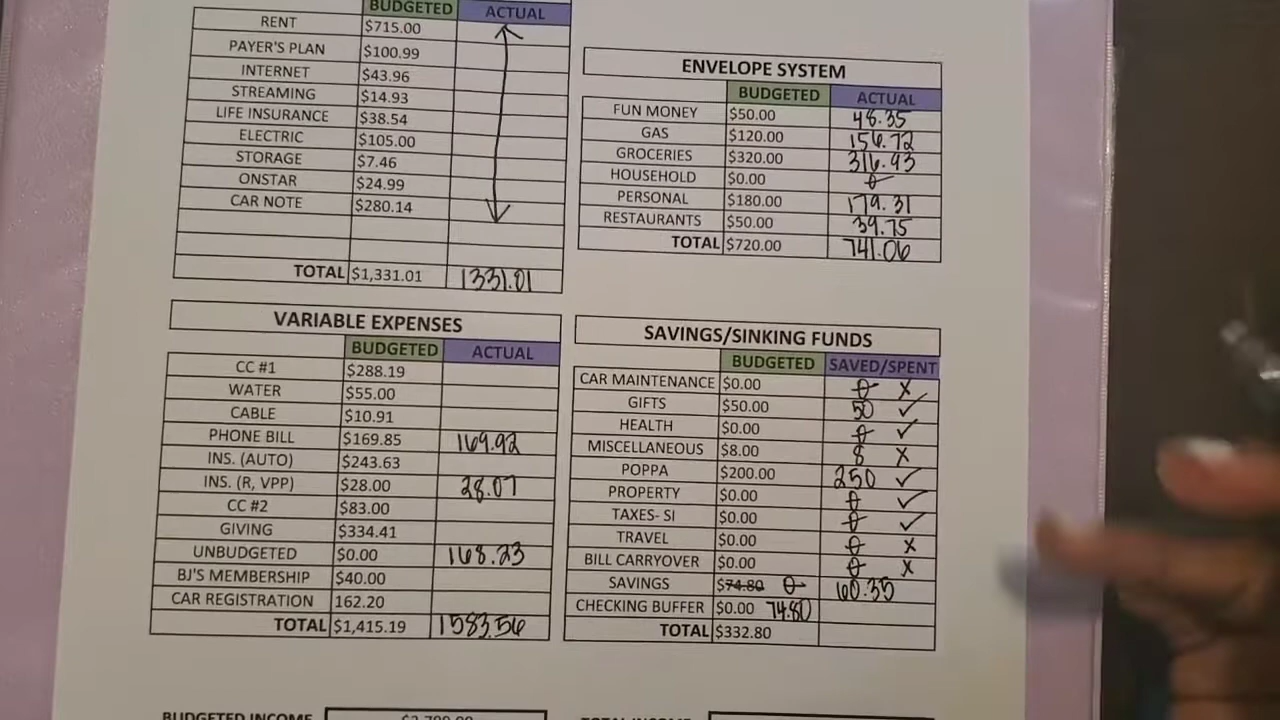 BUDGETED ACTUAL
RENT $715.00
PAYER'S PLAN $100.99
INTERNET $43.96
STREAMING $14.93
LIFE INSURANCE $38.54
ELECTRIC $105.00
STORAGE $7.46
ONSTAR $24.99
CAR NOTE $280.14
TOTAL $1,331.01 1331.01
ENVELOPE SYSTEM
BUDGETED ACTUAL
FUN MONEY $50.00 48.35
GAS $120.00 156.72
GROCERIES $320.00 316.93
HOUSEHOLD $0.00 0
PERSONAL $180.00 179.31
RESTAURANTS $50.00 39.75
TOTAL $720.00 741.06
VARIABLE EXPENSES
BUDGETED ACTUAL
CC #1 $288.19
WATER $55.00
CABLE $10.91
PHONE BILL $169.85 169.92
INS. (AUTO) $243.63
INS. (R, VPP) $28.00 28.07
CC #2 $83.00
GIVING $334.41
UNBUDGETED $0.00 168.23
BJ'S MEMBERSHIP $40.00
CAR REGISTRATION 162.20
TOTAL $1,415.19 1583.56
SAVINGS/SINKING FUNDS
BUDGETED SAVED/SPENT
CAR MAINTENANCE $0.00 0 X
GIFTS $50.00 50 ✓
HEALTH $0.00 0 ✓
MISCELLANEOUS $8.00 8 X
POPPA $200.00 250 ✓
PROPERTY $0.00 0 ✓
TAXES- SI $0.00 0 ✓
TRAVEL $0.00 0 X
BILL CARRYOVER $0.00 0 X
SAVINGS $74.80 0 60.35
CHECKING BUFFER $0.00 74.80
TOTAL $332.80
BUDGETED INCOME